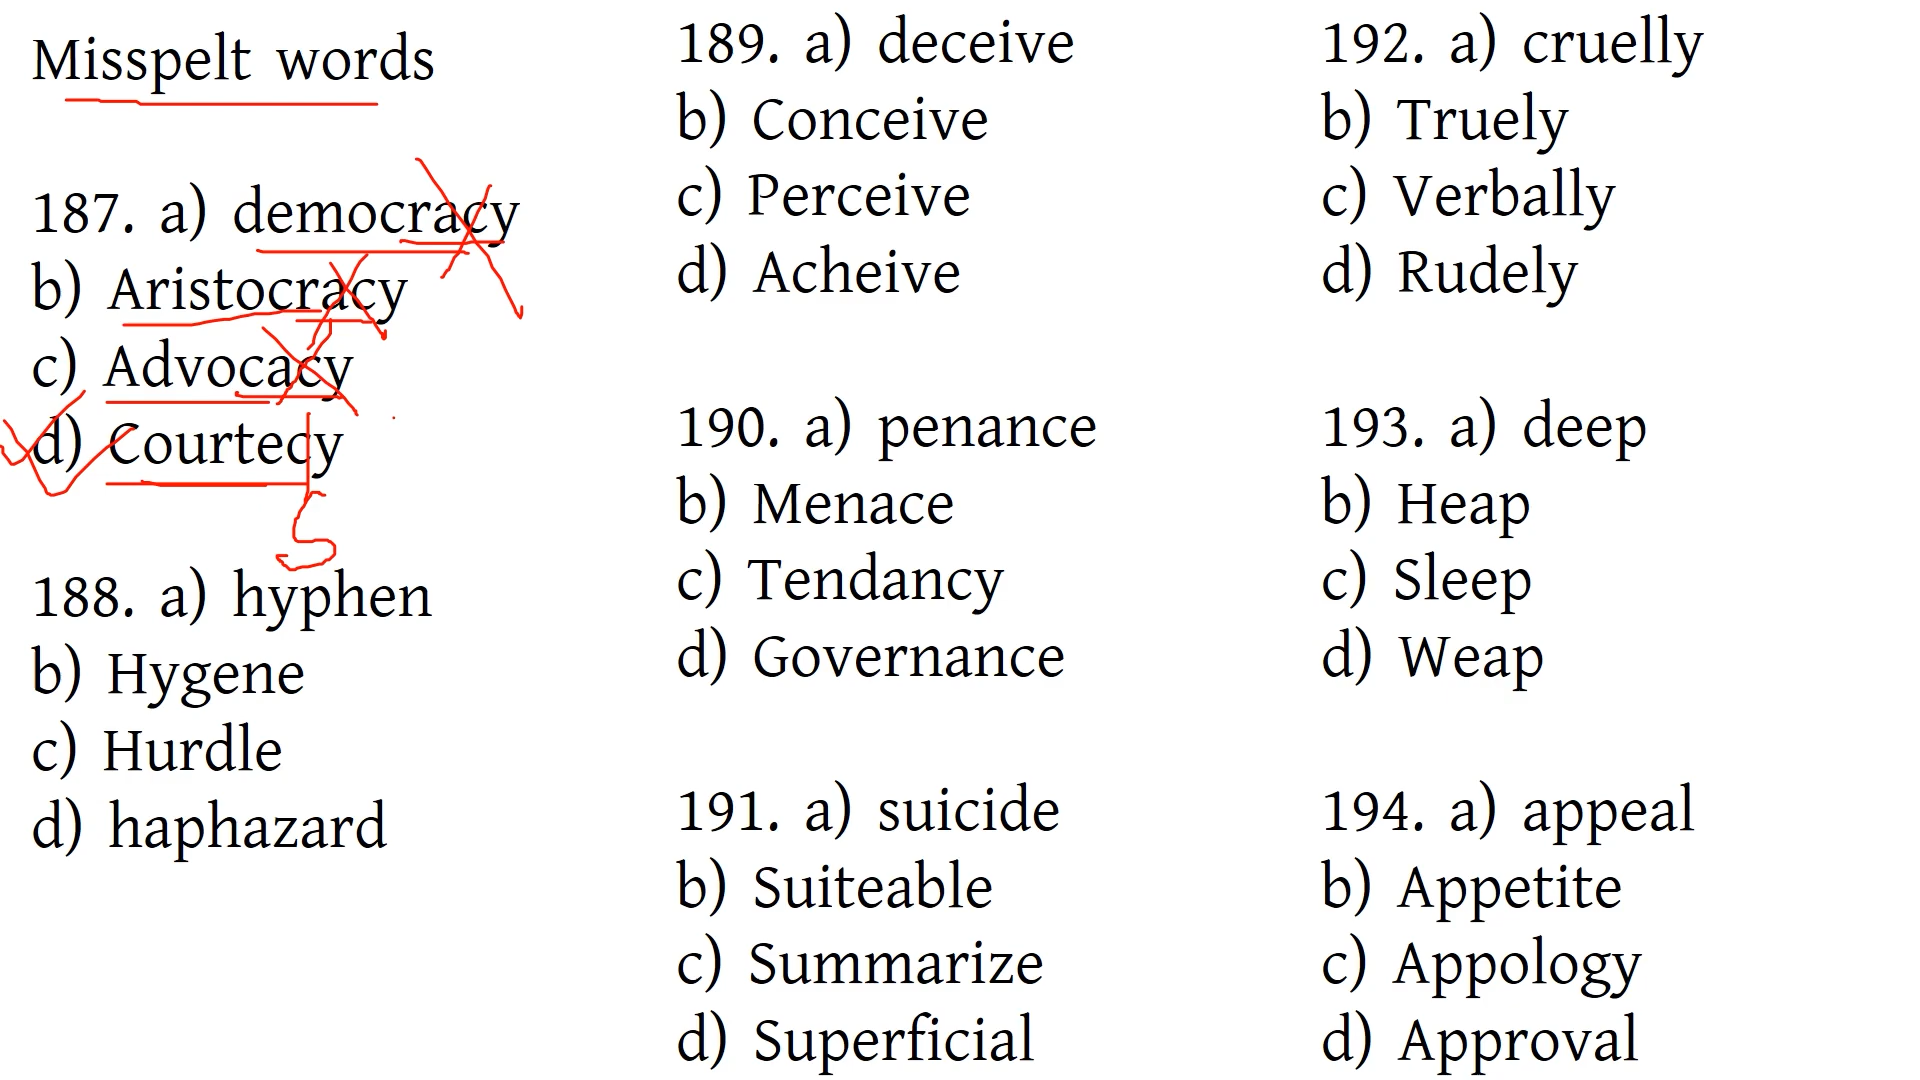 Misspelt words
187. a) democracy
b) Aristocracy
c) Advocacy
d) Courtecy
s
188. a) hyphen
b) Hygene
c) Hurdle
d) haphazard
189. a) deceive
b) Conceive
c) Perceive
d) Acheive
190. a) penance
b) Menace
c) Tendancy
d) Governance
191. a) suicide
b) Suiteable
c) Summarize
d) Superficial
192. a) cruelly
b) Truely
c) Verbally
d) Rudely
193. a) deep
b) Heap
c) Sleep
d) Weap
194. a) appeal
b) Appetite
c) Appology
d) Approval